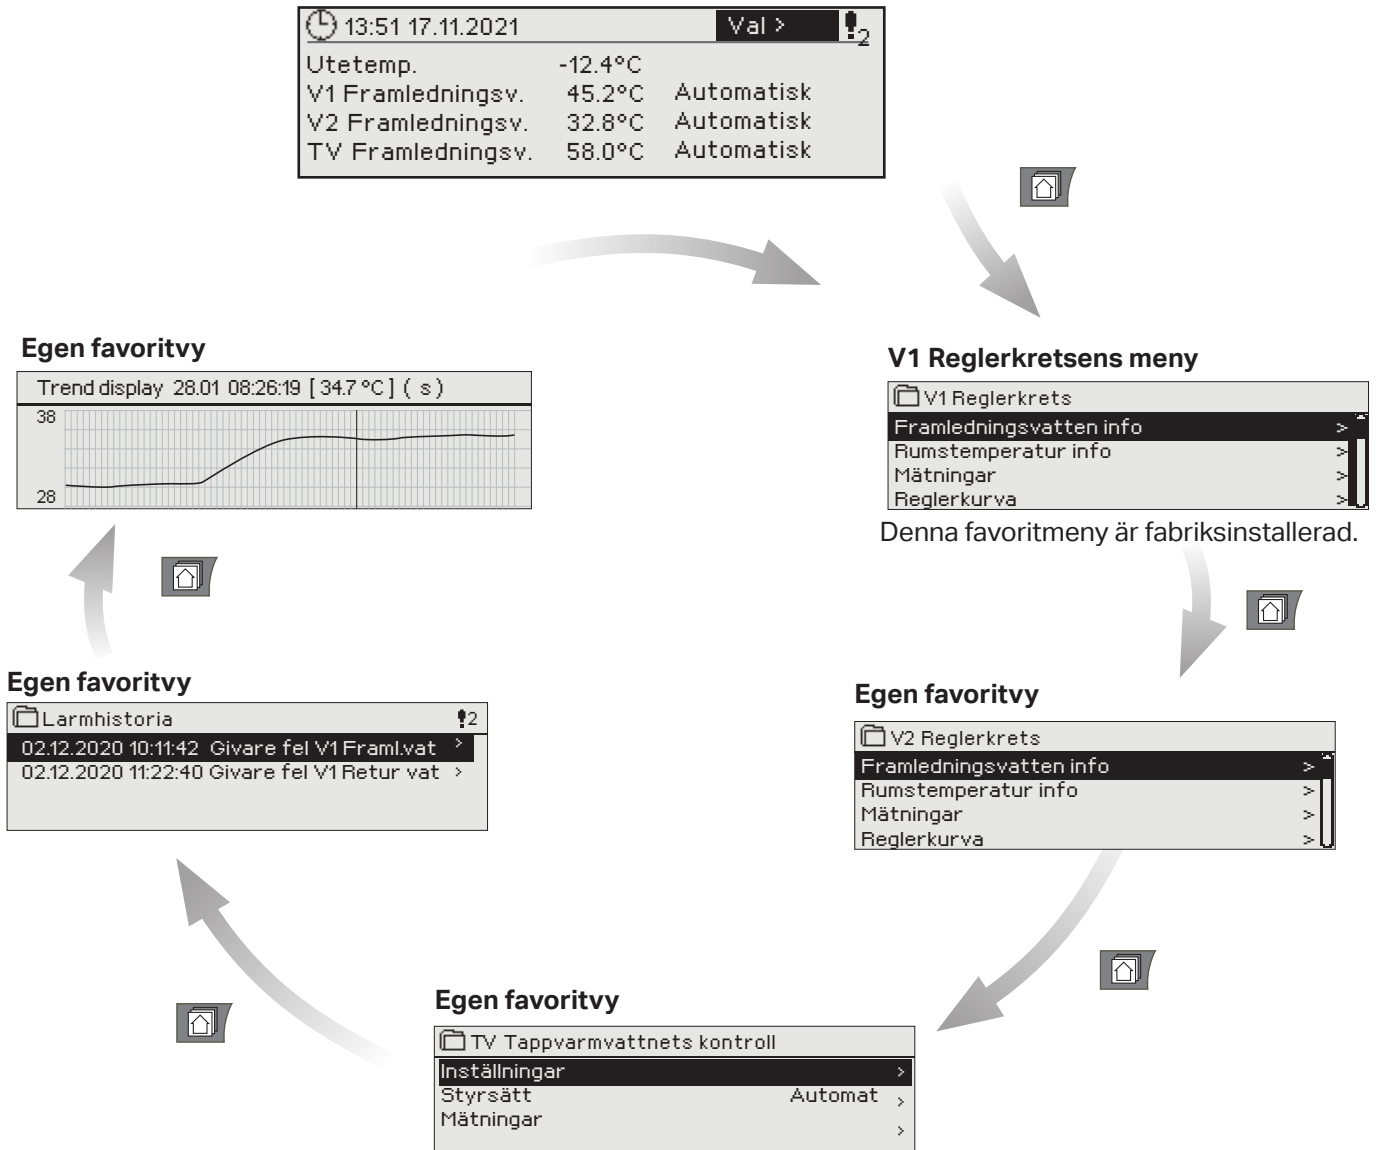 13:51 17.11.2021 Val > 2
Utetemp. -12.4°C
V1 Framledningsv. 45.2°C Automatisk
V2 Framledningsv. 32.8°C Automatisk
TV Framledningsv. 58.0°C Automatisk
Egen favoritvy
Trend display 28.01 08:26:19 [ 34.7 °C ] ( s )
38
28
V1 Reglerkretsens meny
V1 Reglerkrets
Framledningsvatten info >
Rumstemperatur info >
Mätningar >
Reglerkurva >
Denna favoritmeny är fabriksinstallerad.
Egen favoritvy
Larmhistoria 2
02.12.2020 10:11:42 Givare fel V1 Framl.vat >
02.12.2020 11:22:40 Givare fel V1 Retur vat >
Egen favoritvy
V2 Reglerkrets
Framledningsvatten info >
Rumstemperatur info >
Mätningar >
Reglerkurva >
Egen favoritvy
TV Tappvarmvattnets kontroll
Inställningar >
Styrsätt Automat >
Mätningar >